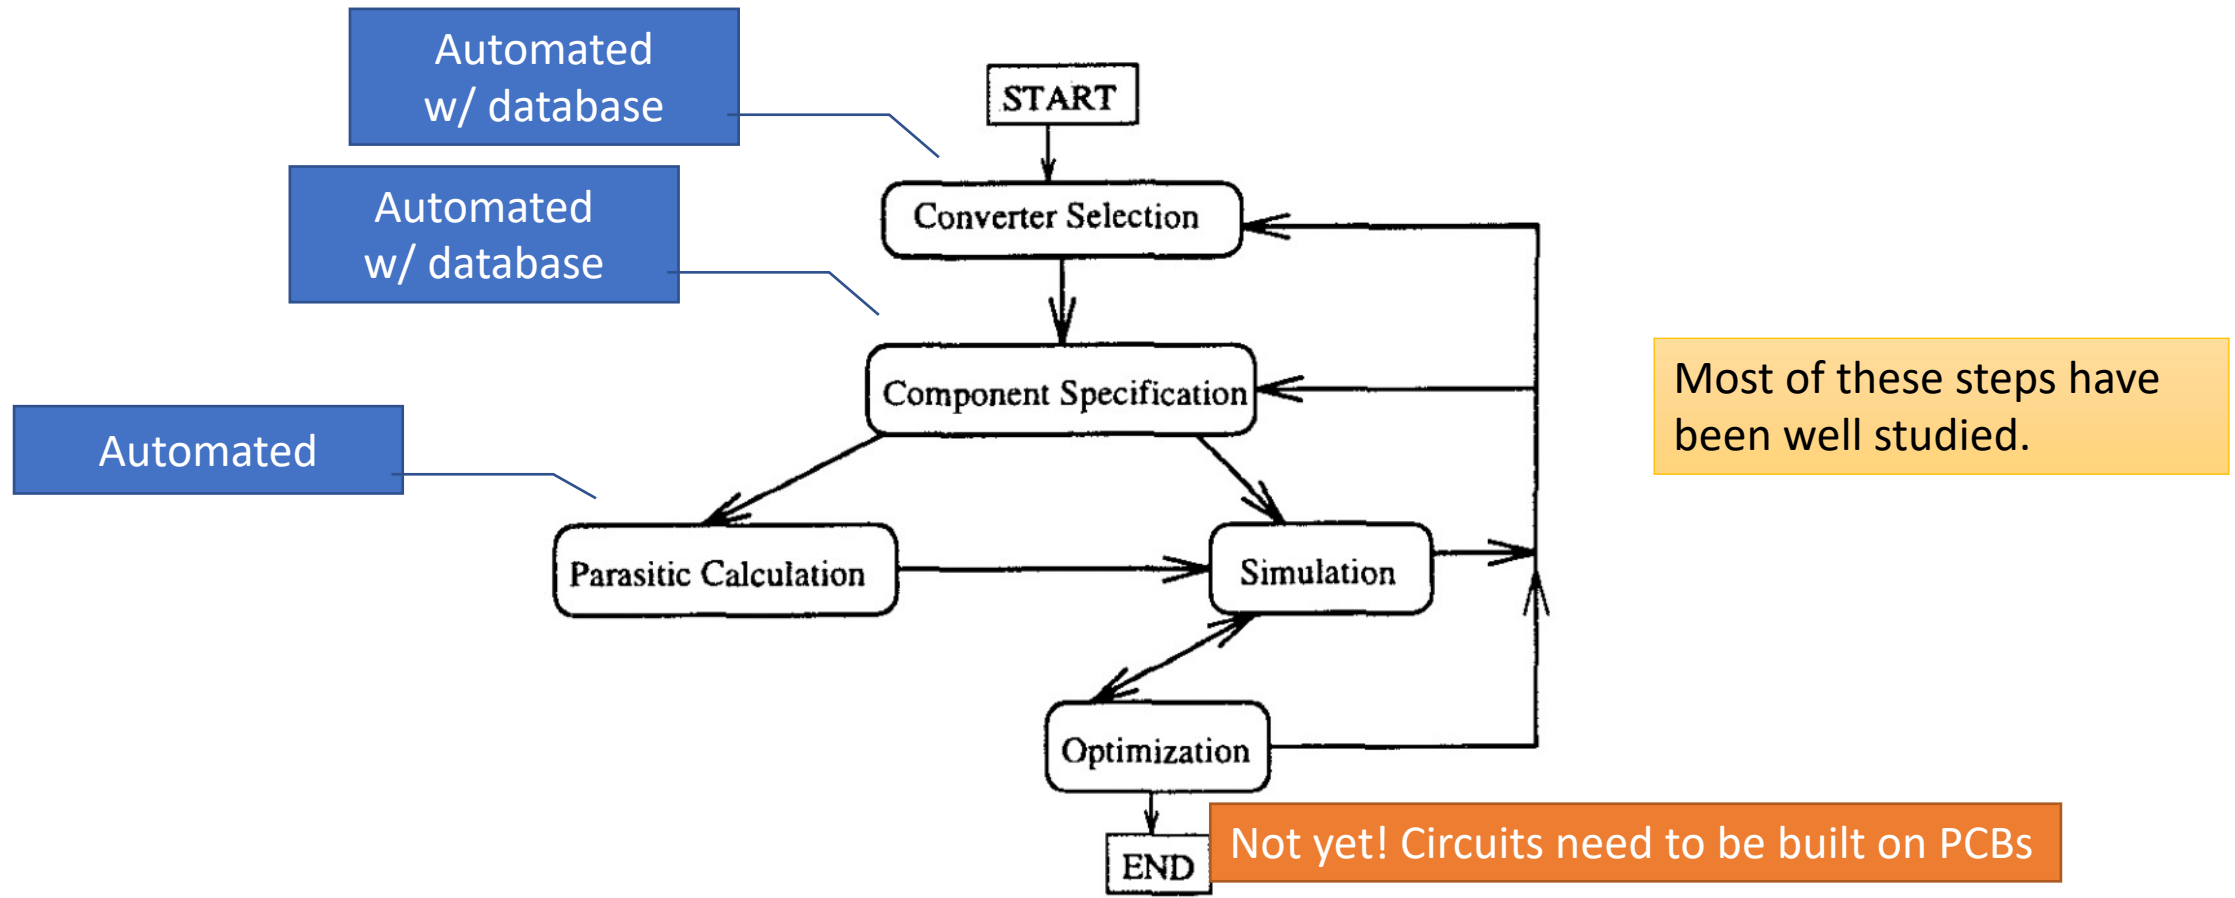 Automated
w/ database
START
Automated
w/ database
Converter Selection
Component Specification
Most of these steps have
been well studied.
Automated
Parasitic Calculation
Simulation
Optimization
Not yet! Circuits need to be built on PCBs
END